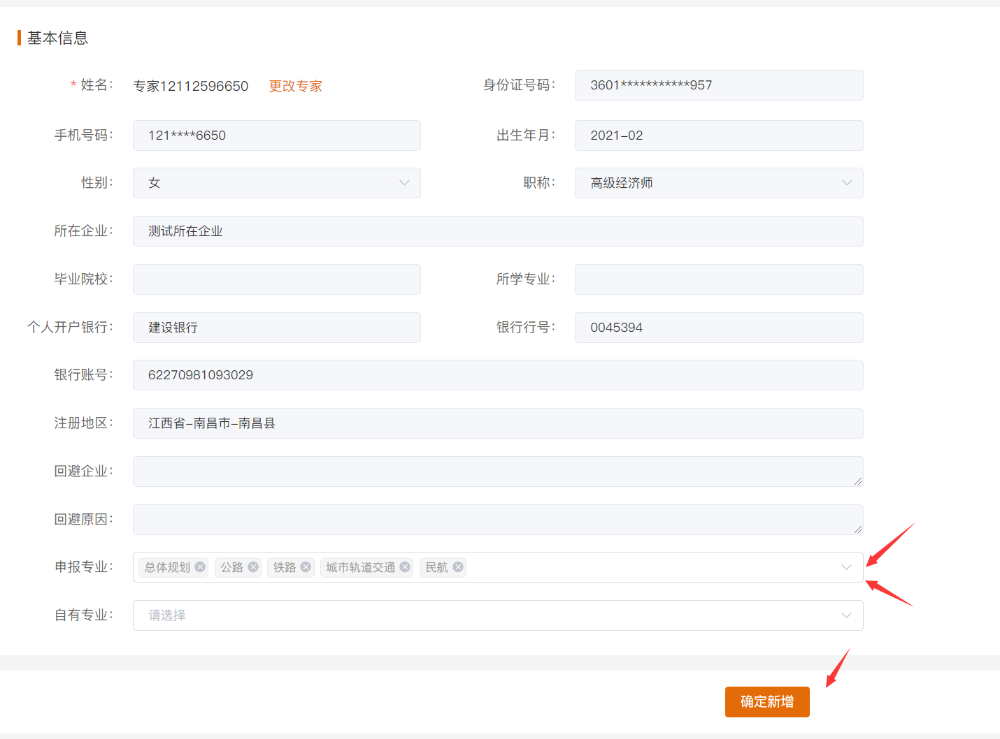 基本信息
* 姓名： 专家12112596650 更改专家 身份证号码： 3601***********957
手机号码： 121****6650 出生年月： 2021-02
性别： 女 职称： 高级经济师
所在企业： 测试所在企业
毕业院校： 所学专业：
个人开户银行： 建设银行 银行行号： 0045394
银行账号： 62270981093029
注册地区： 江西省-南昌市-南昌县
回避企业：
回避原因：
申报专业： 总体规划 公路 铁路 城市轨道交通 民航
自有专业： 请选择
确定新增